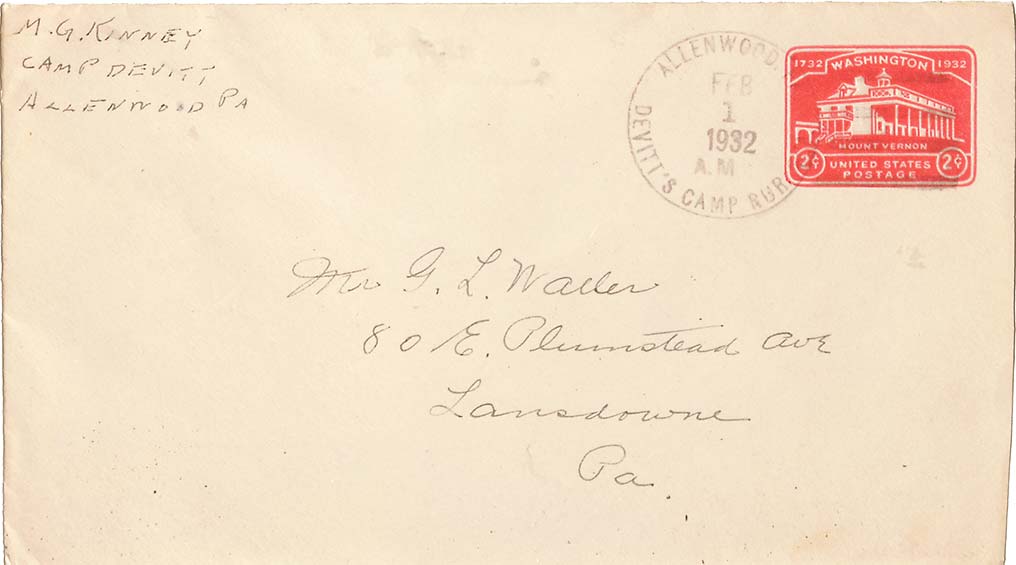 M. G. KINNEY
CAMP DEVITT
ALLENWOOD PA
ALLENWOOD,
FEB
1
1932
A.M
DEVITT'S CAMP RUR.
1732 WASHINGTON 1932
MOUNT VERNON
2¢ UNITED STATES 2¢
POSTAGE
Mr G. L. Waller
80 E. Plumstead Ave
Lansdowne
Pa.